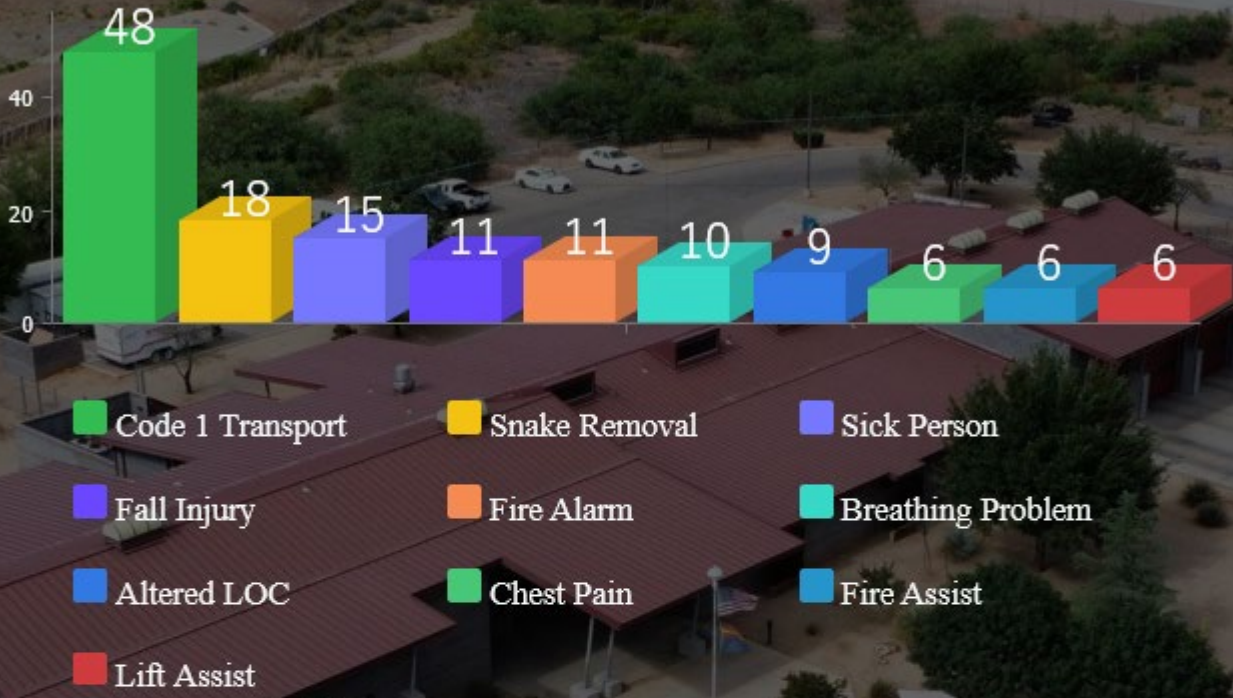 48
40
18
15
11
11
10
9
6
6
6
20
0
Code 1 Transport
Snake Removal
Sick Person
Fall Injury
Fire Alarm
Breathing Problem
Altered LOC
Chest Pain
Fire Assist
Lift Assist